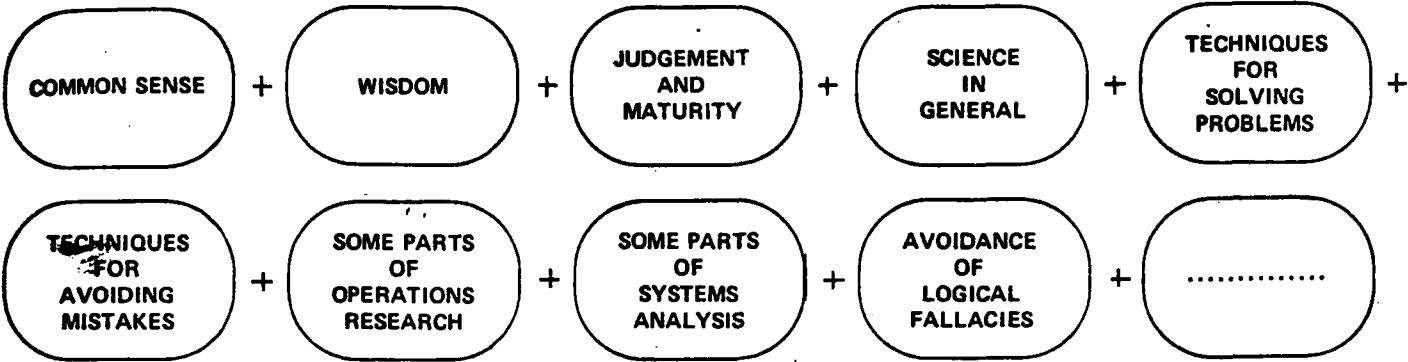 COMMON SENSE
+
WISDOM
+
JUDGEMENT
AND
MATURITY
+
SCIENCE
IN
GENERAL
+
TECHNIQUES
FOR
SOLVING
PROBLEMS
+
TECHNIQUES
FOR
AVOIDING
MISTAKES
+
SOME PARTS
OF
OPERATIONS
RESEARCH
+
SOME PARTS
OF
SYSTEMS
ANALYSIS
+
AVOIDANCE
OF
LOGICAL
FALLACIES
+
.............